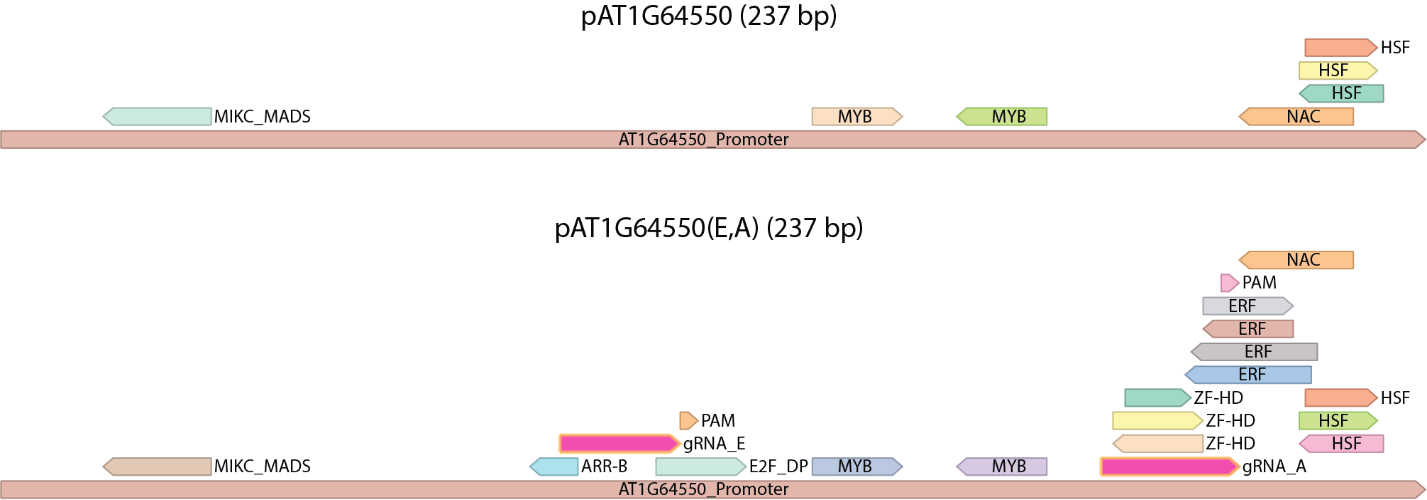 pAT1G64550 (237 bp)
HSF
HSF
HSF
MIKC_MADS MYB MYB NAC
AT1G64550_Promoter
pAT1G64550(E,A) (237 bp)
NAC
PAM
ERF
ERF
ERF
ERF
ZF-HD HSF
PAM ZF-HD HSF
gRNA_E ZF-HD HSF
MIKC_MADS ARR-B E2F_DP MYB MYB gRNA_A
AT1G64550_Promoter